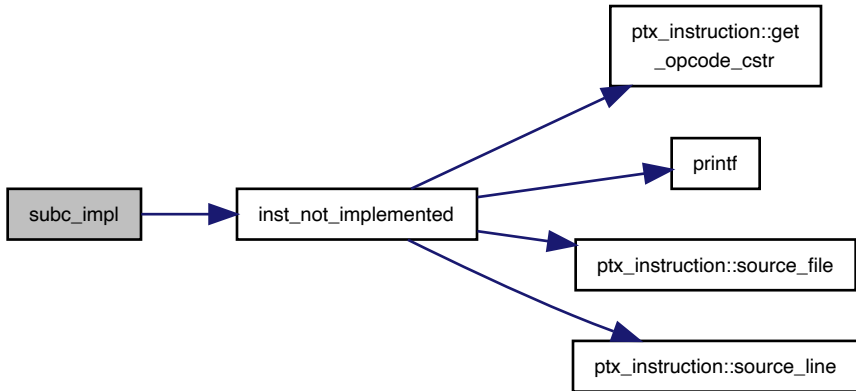 subc_impl
inst_not_implemented
ptx_instruction::get
_opcode_cstr
printf
ptx_instruction::source_file
ptx_instruction::source_line